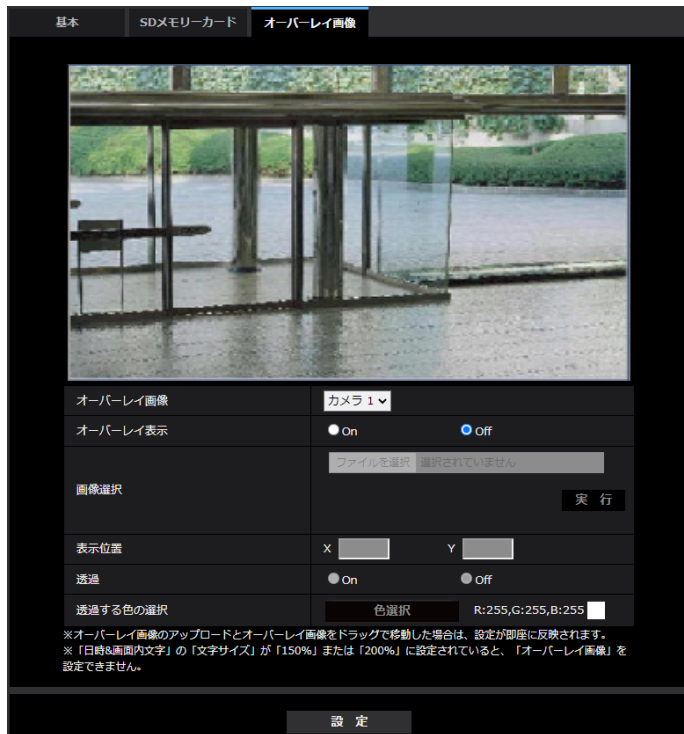 基本 SDメモリーカード オーバーレイ画像
オーバーレイ画像 カメラ 1
オーバーレイ表示 On Off
ファイルを選択 選択されていません
画像選択
実 行
表示位置 X Y
透過 On Off
透過する色の選択 色選択 R:255,G:255,B:255
※オーバーレイ画像のアップロードとオーバーレイ画像をドラッグで移動した場合は、設定が即座に反映されます。
※「日時&画面内文字」の「文字サイズ」が「150%」または「200%」に設定されていると、「オーバーレイ画像」を
設定できません。
設 定